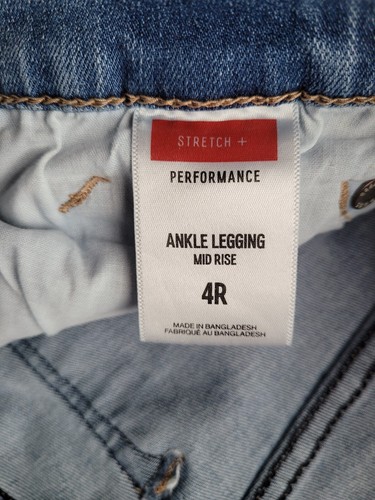 STRETCH +
PERFORMANCE
ANKLE LEGGING
MID RISE
4R
MADE IN BANGLADESH
FABRIQUÉ AU BANGLADESH